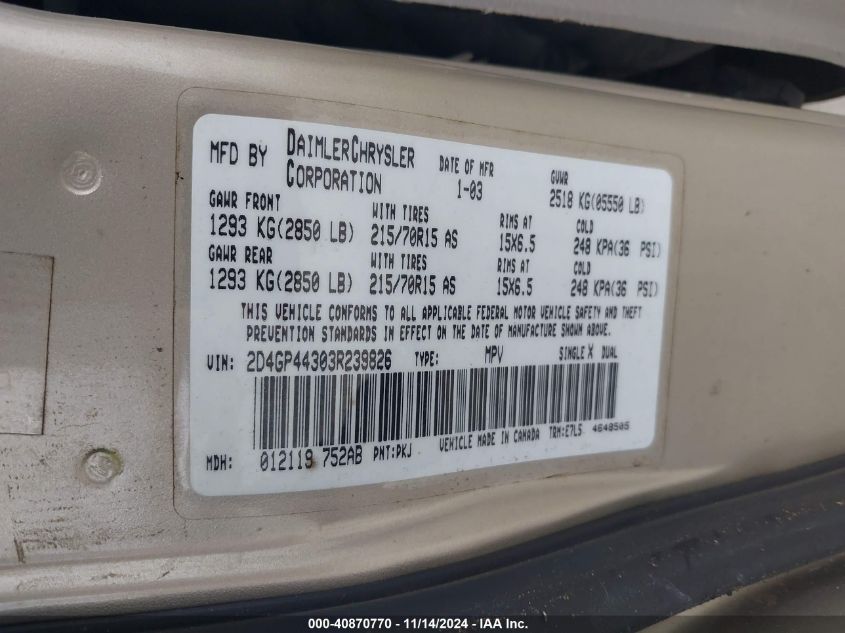 MFD BY DAIMLERCHRYSLER CORPORATION DATE OF MFR 1-03 GVWR 2518 KG(05550 LB)
GAWR FRONT WITH TIRES RIMS AT COLD
1293 KG(2850 LB) 215/70R15 AS 15X6.5 248 KPA(36 PSI)
GAWR REAR WITH TIRES RIMS AT COLD
1293 KG(2850 LB) 215/70R15 AS 15X6.5 248 KPA(36 PSI)
THIS VEHICLE CONFORMS TO ALL APPLICABLE FEDERAL MOTOR VEHICLE SAFETY AND THEFT
PREVENTION STANDARDS IN EFFECT ON THE DATE OF MANUFACTURE SHOWN ABOVE.
VIN: 2D4GP44303R239826 TYPE: MPV SINGLE X DUAL
MDH: 012119 752AB PNT:PKJ VEHICLE MADE IN CANADA TRM:E7L5 4648505
000-40870770 - 11/14/2024 - IAA Inc.